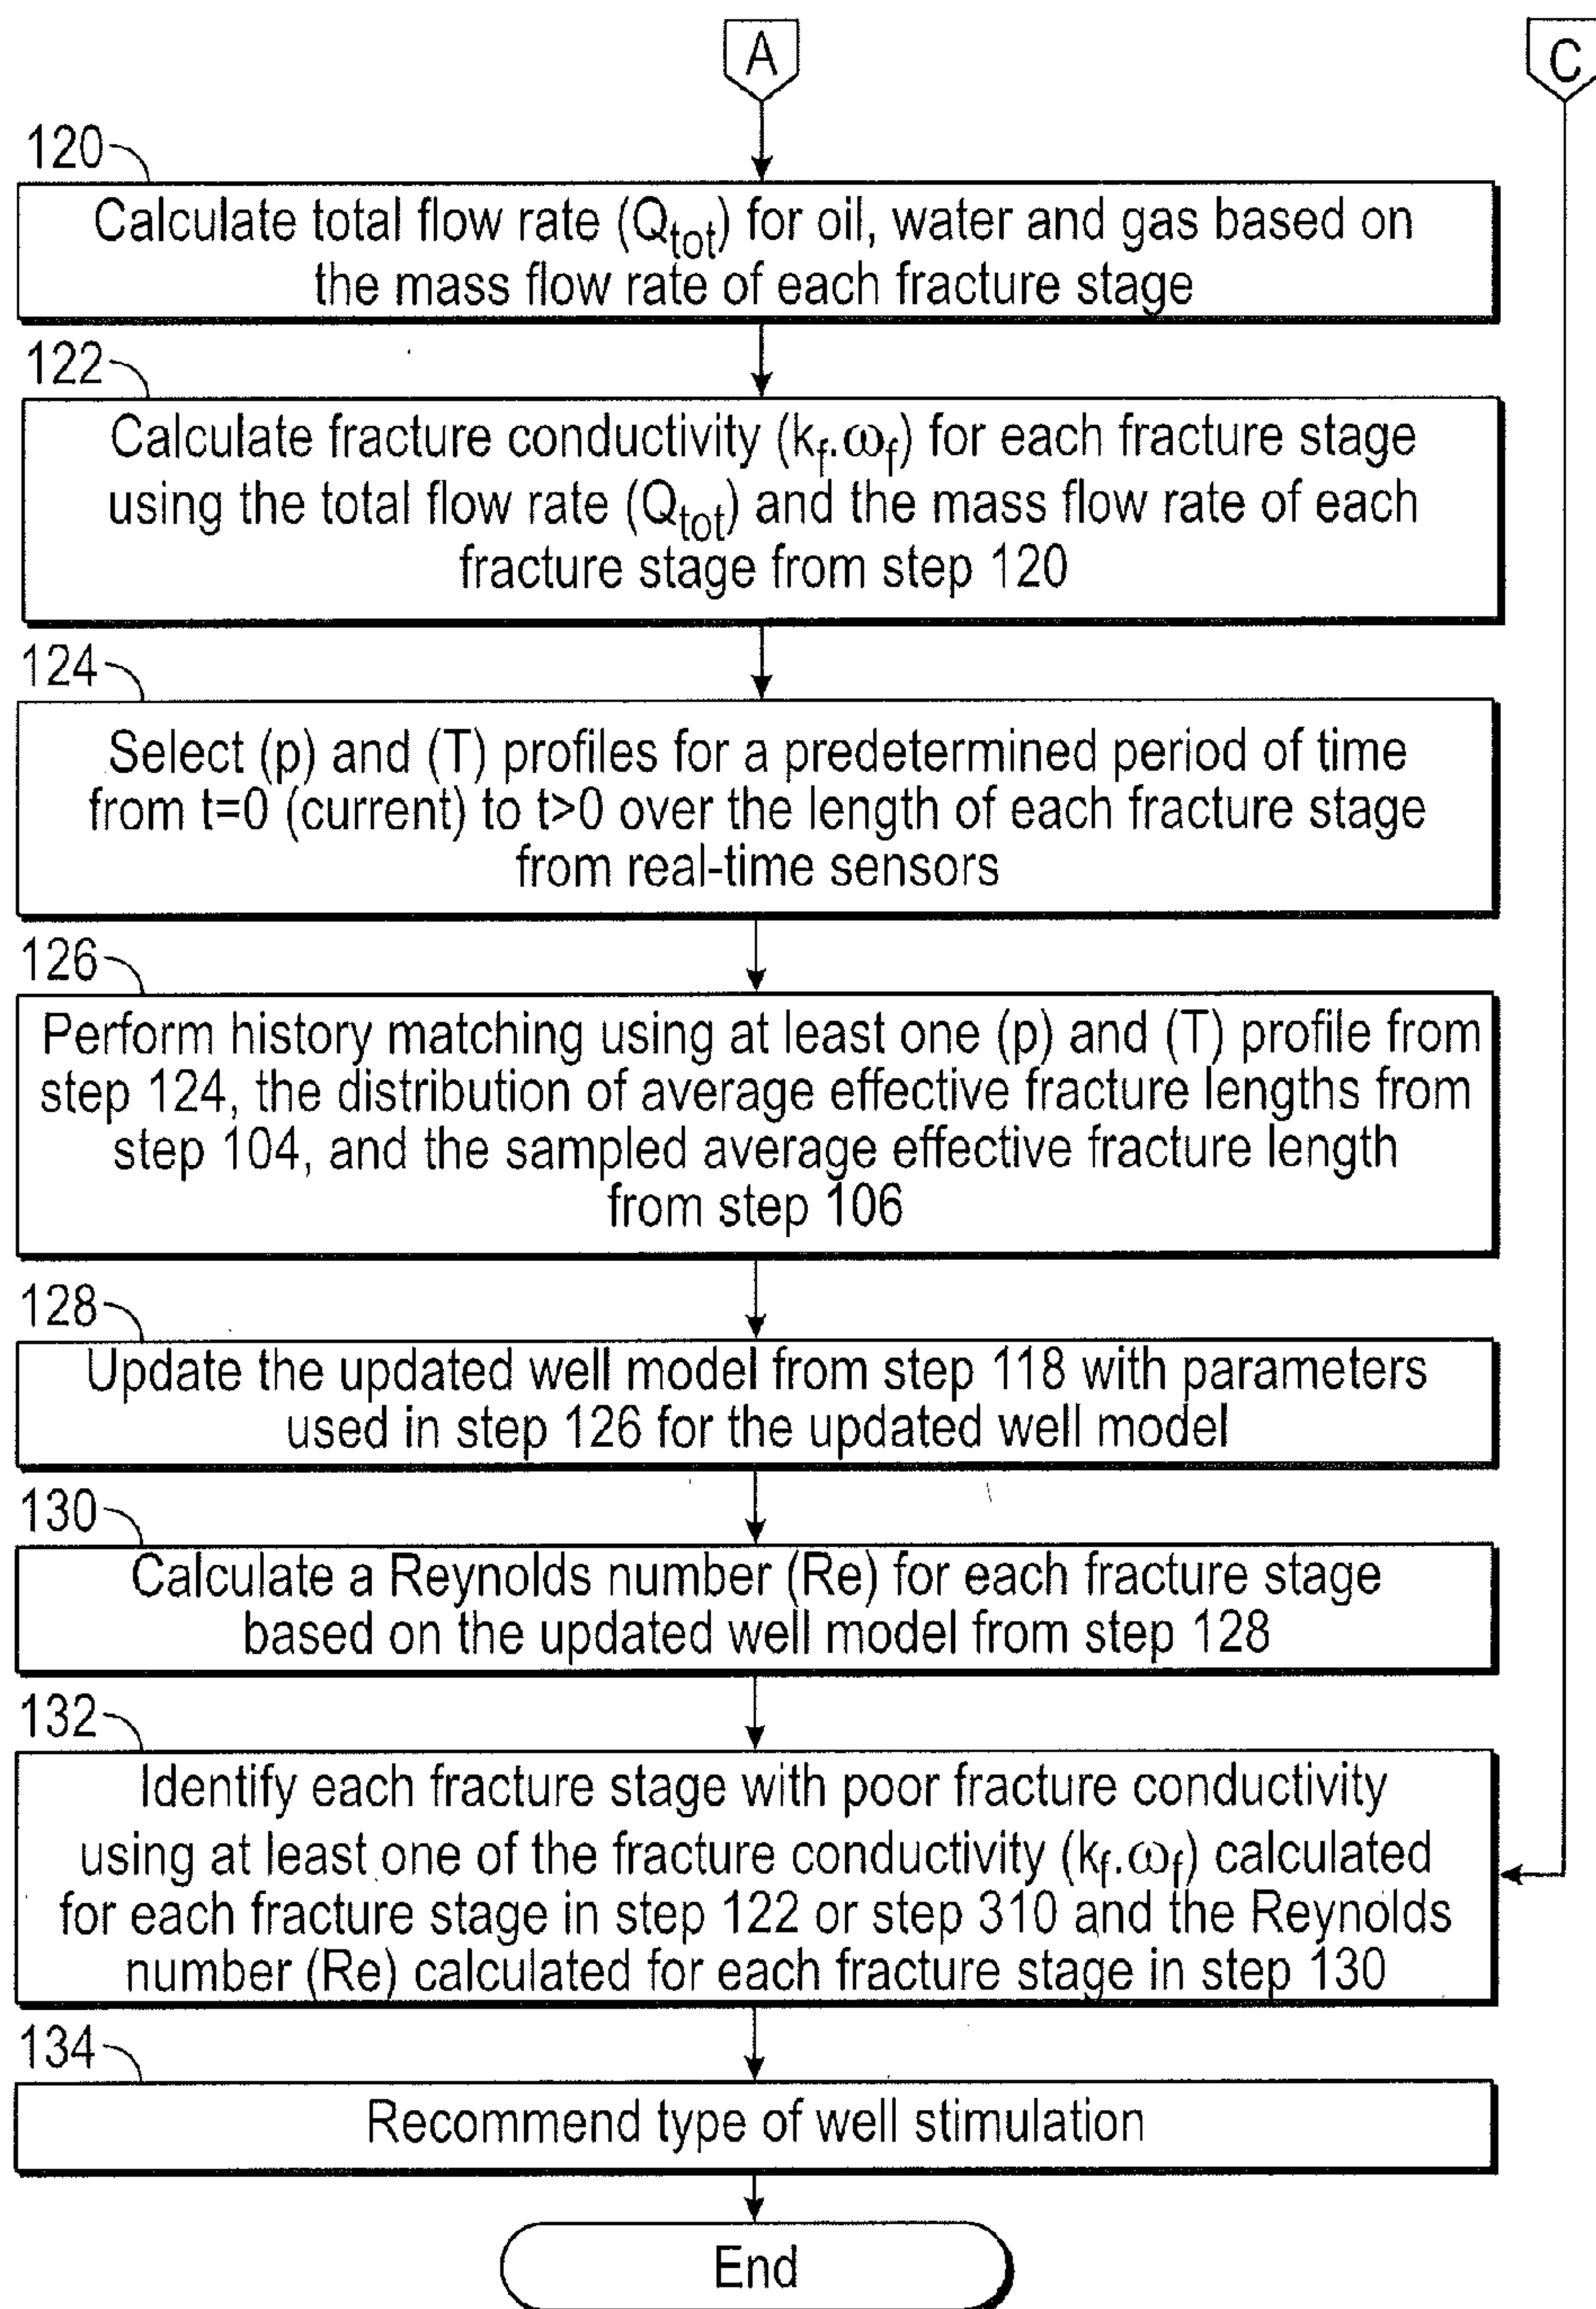 A
C
120
Calculate total flow rate (Qtot) for oil, water and gas based on
the mass flow rate of each fracture stage
122
Calculate fracture conductivity (kf.ωf) for each fracture stage
using the total flow rate (Qtot) and the mass flow rate of each
fracture stage from step 120
124
Select (p) and (T) profiles for a predetermined period of time
from t=0 (current) to t>0 over the length of each fracture stage
from real-time sensors
126
Perform history matching using at least one (p) and (T) profile from
step 124, the distribution of average effective fracture lengths from
step 104, and the sampled average effective fracture length
from step 106
128
Update the updated well model from step 118 with parameters
used in step 126 for the updated well model
130
Calculate a Reynolds number (Re) for each fracture stage
based on the updated well model from step 128
132
Identify each fracture stage with poor fracture conductivity
using at least one of the fracture conductivity (kf.ωf) calculated
for each fracture stage in step 122 or step 310 and the Reynolds
number (Re) calculated for each fracture stage in step 130
134
Recommend type of well stimulation
End